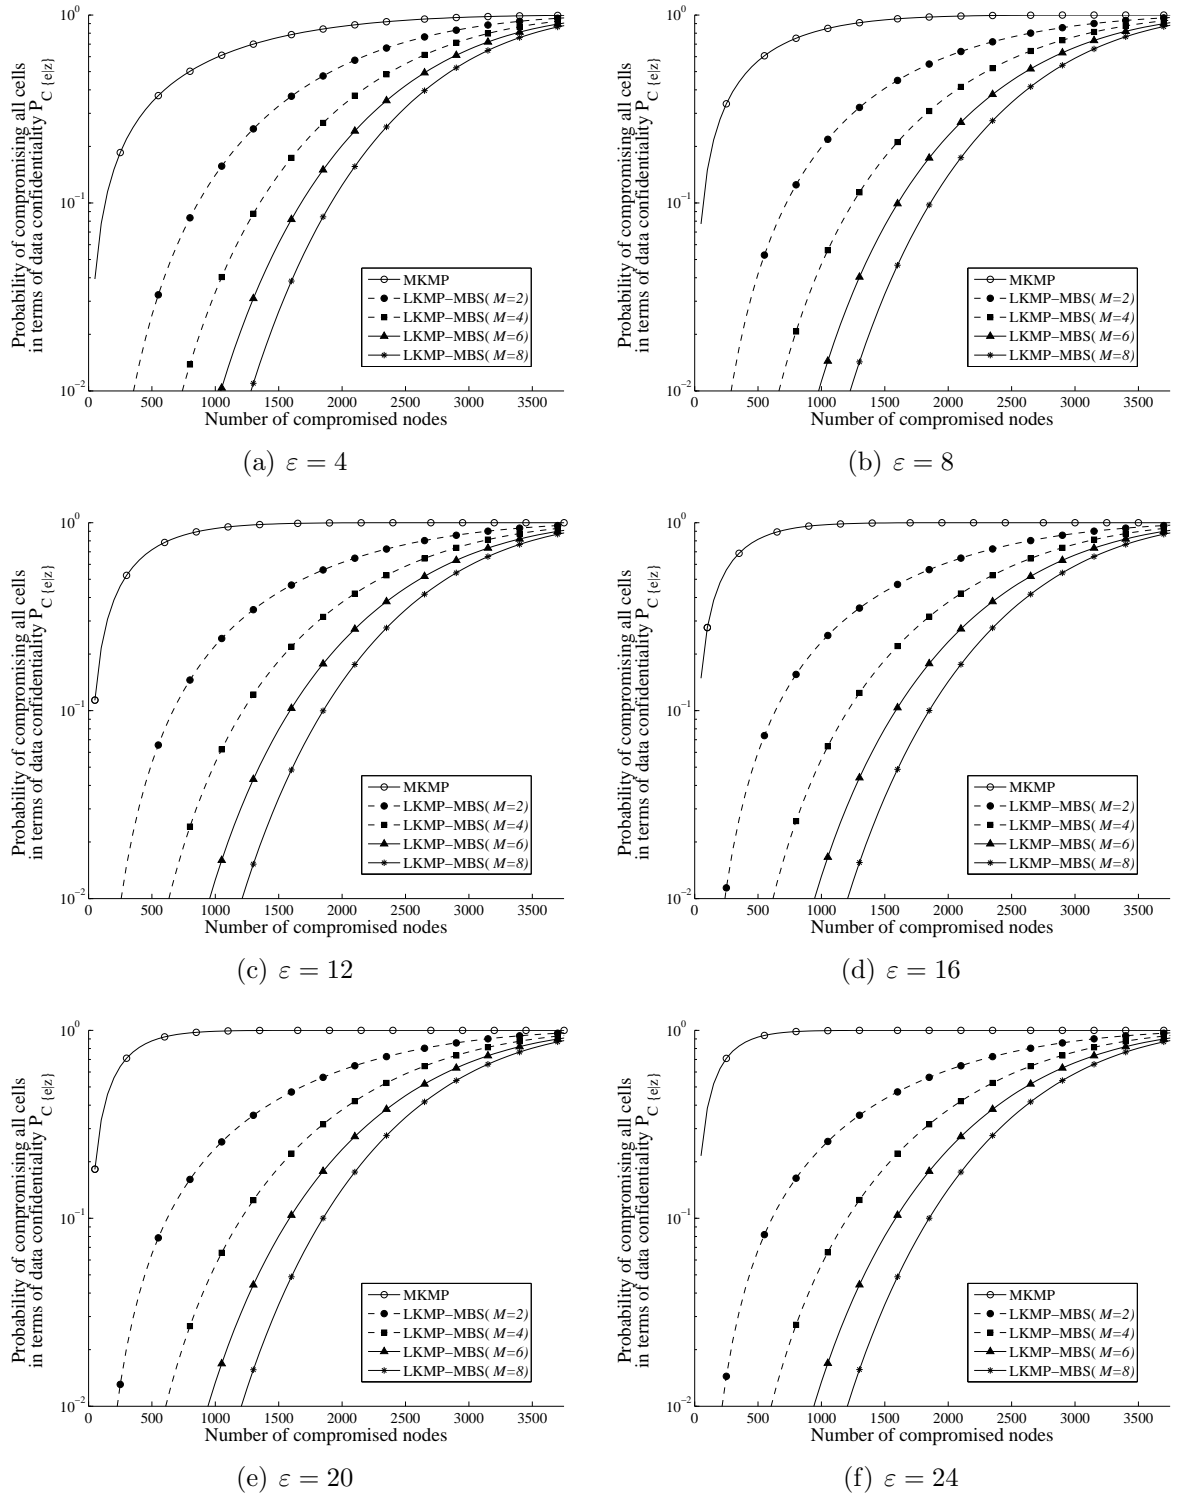 Probability of compromising all cells
in terms of data confidentiality P_C {e|z}
10^0
10^−1
10^−2
MKMP
LKMP−MBS( M=2)
LKMP−MBS( M=4)
LKMP−MBS( M=6)
LKMP−MBS( M=8)
0 500 1000 1500 2000 2500 3000 3500
Number of compromised nodes
(a) ε = 4
Probability of compromising all cells
in terms of data confidentiality P_C {e|z}
10^0
10^−1
10^−2
MKMP
LKMP−MBS( M=2)
LKMP−MBS( M=4)
LKMP−MBS( M=6)
LKMP−MBS( M=8)
0 500 1000 1500 2000 2500 3000 3500
Number of compromised nodes
(b) ε = 8
Probability of compromising all cells
in terms of data confidentiality P_C {e|z}
10^0
10^−1
10^−2
MKMP
LKMP−MBS( M=2)
LKMP−MBS( M=4)
LKMP−MBS( M=6)
LKMP−MBS( M=8)
0 500 1000 1500 2000 2500 3000 3500
Number of compromised nodes
(c) ε = 12
Probability of compromising all cells
in terms of data confidentiality P_C {e|z}
10^0
10^−1
10^−2
MKMP
LKMP−MBS( M=2)
LKMP−MBS( M=4)
LKMP−MBS( M=6)
LKMP−MBS( M=8)
0 500 1000 1500 2000 2500 3000 3500
Number of compromised nodes
(d) ε = 16
Probability of compromising all cells
in terms of data confidentiality P_C {e|z}
10^0
10^−1
10^−2
MKMP
LKMP−MBS( M=2)
LKMP−MBS( M=4)
LKMP−MBS( M=6)
LKMP−MBS( M=8)
0 500 1000 1500 2000 2500 3000 3500
Number of compromised nodes
(e) ε = 20
Probability of compromising all cells
in terms of data confidentiality P_C {e|z}
10^0
10^−1
10^−2
MKMP
LKMP−MBS( M=2)
LKMP−MBS( M=4)
LKMP−MBS( M=6)
LKMP−MBS( M=8)
0 500 1000 1500 2000 2500 3000 3500
Number of compromised nodes
(f) ε = 24